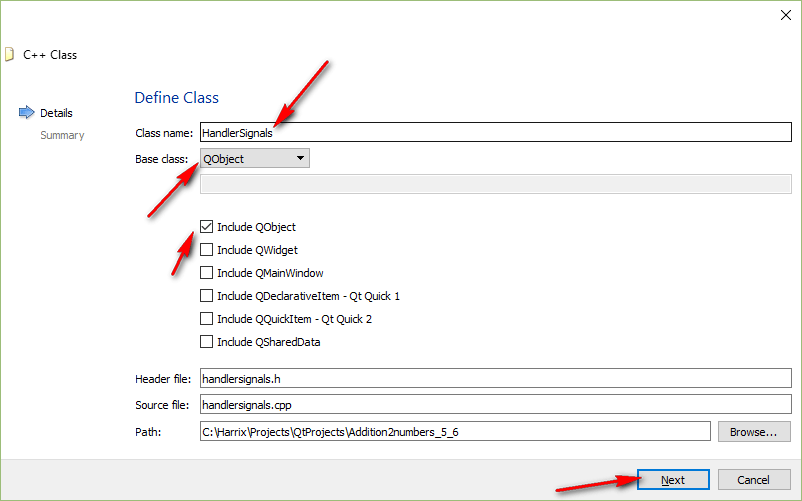 C++ Class
Details
Summary
Define Class
Class name: HandlerSignals
Base class: QObject
Include QObject
Include QWidget
Include QMainWindow
Include QDeclarativeItem - Qt Quick 1
Include QQuickItem - Qt Quick 2
Include QSharedData
Header file: handlersignals.h
Source file: handlersignals.cpp
Path: C:\Harrix\Projects\QtProjects\Addition2numbers_5_6 Browse...
Next Cancel